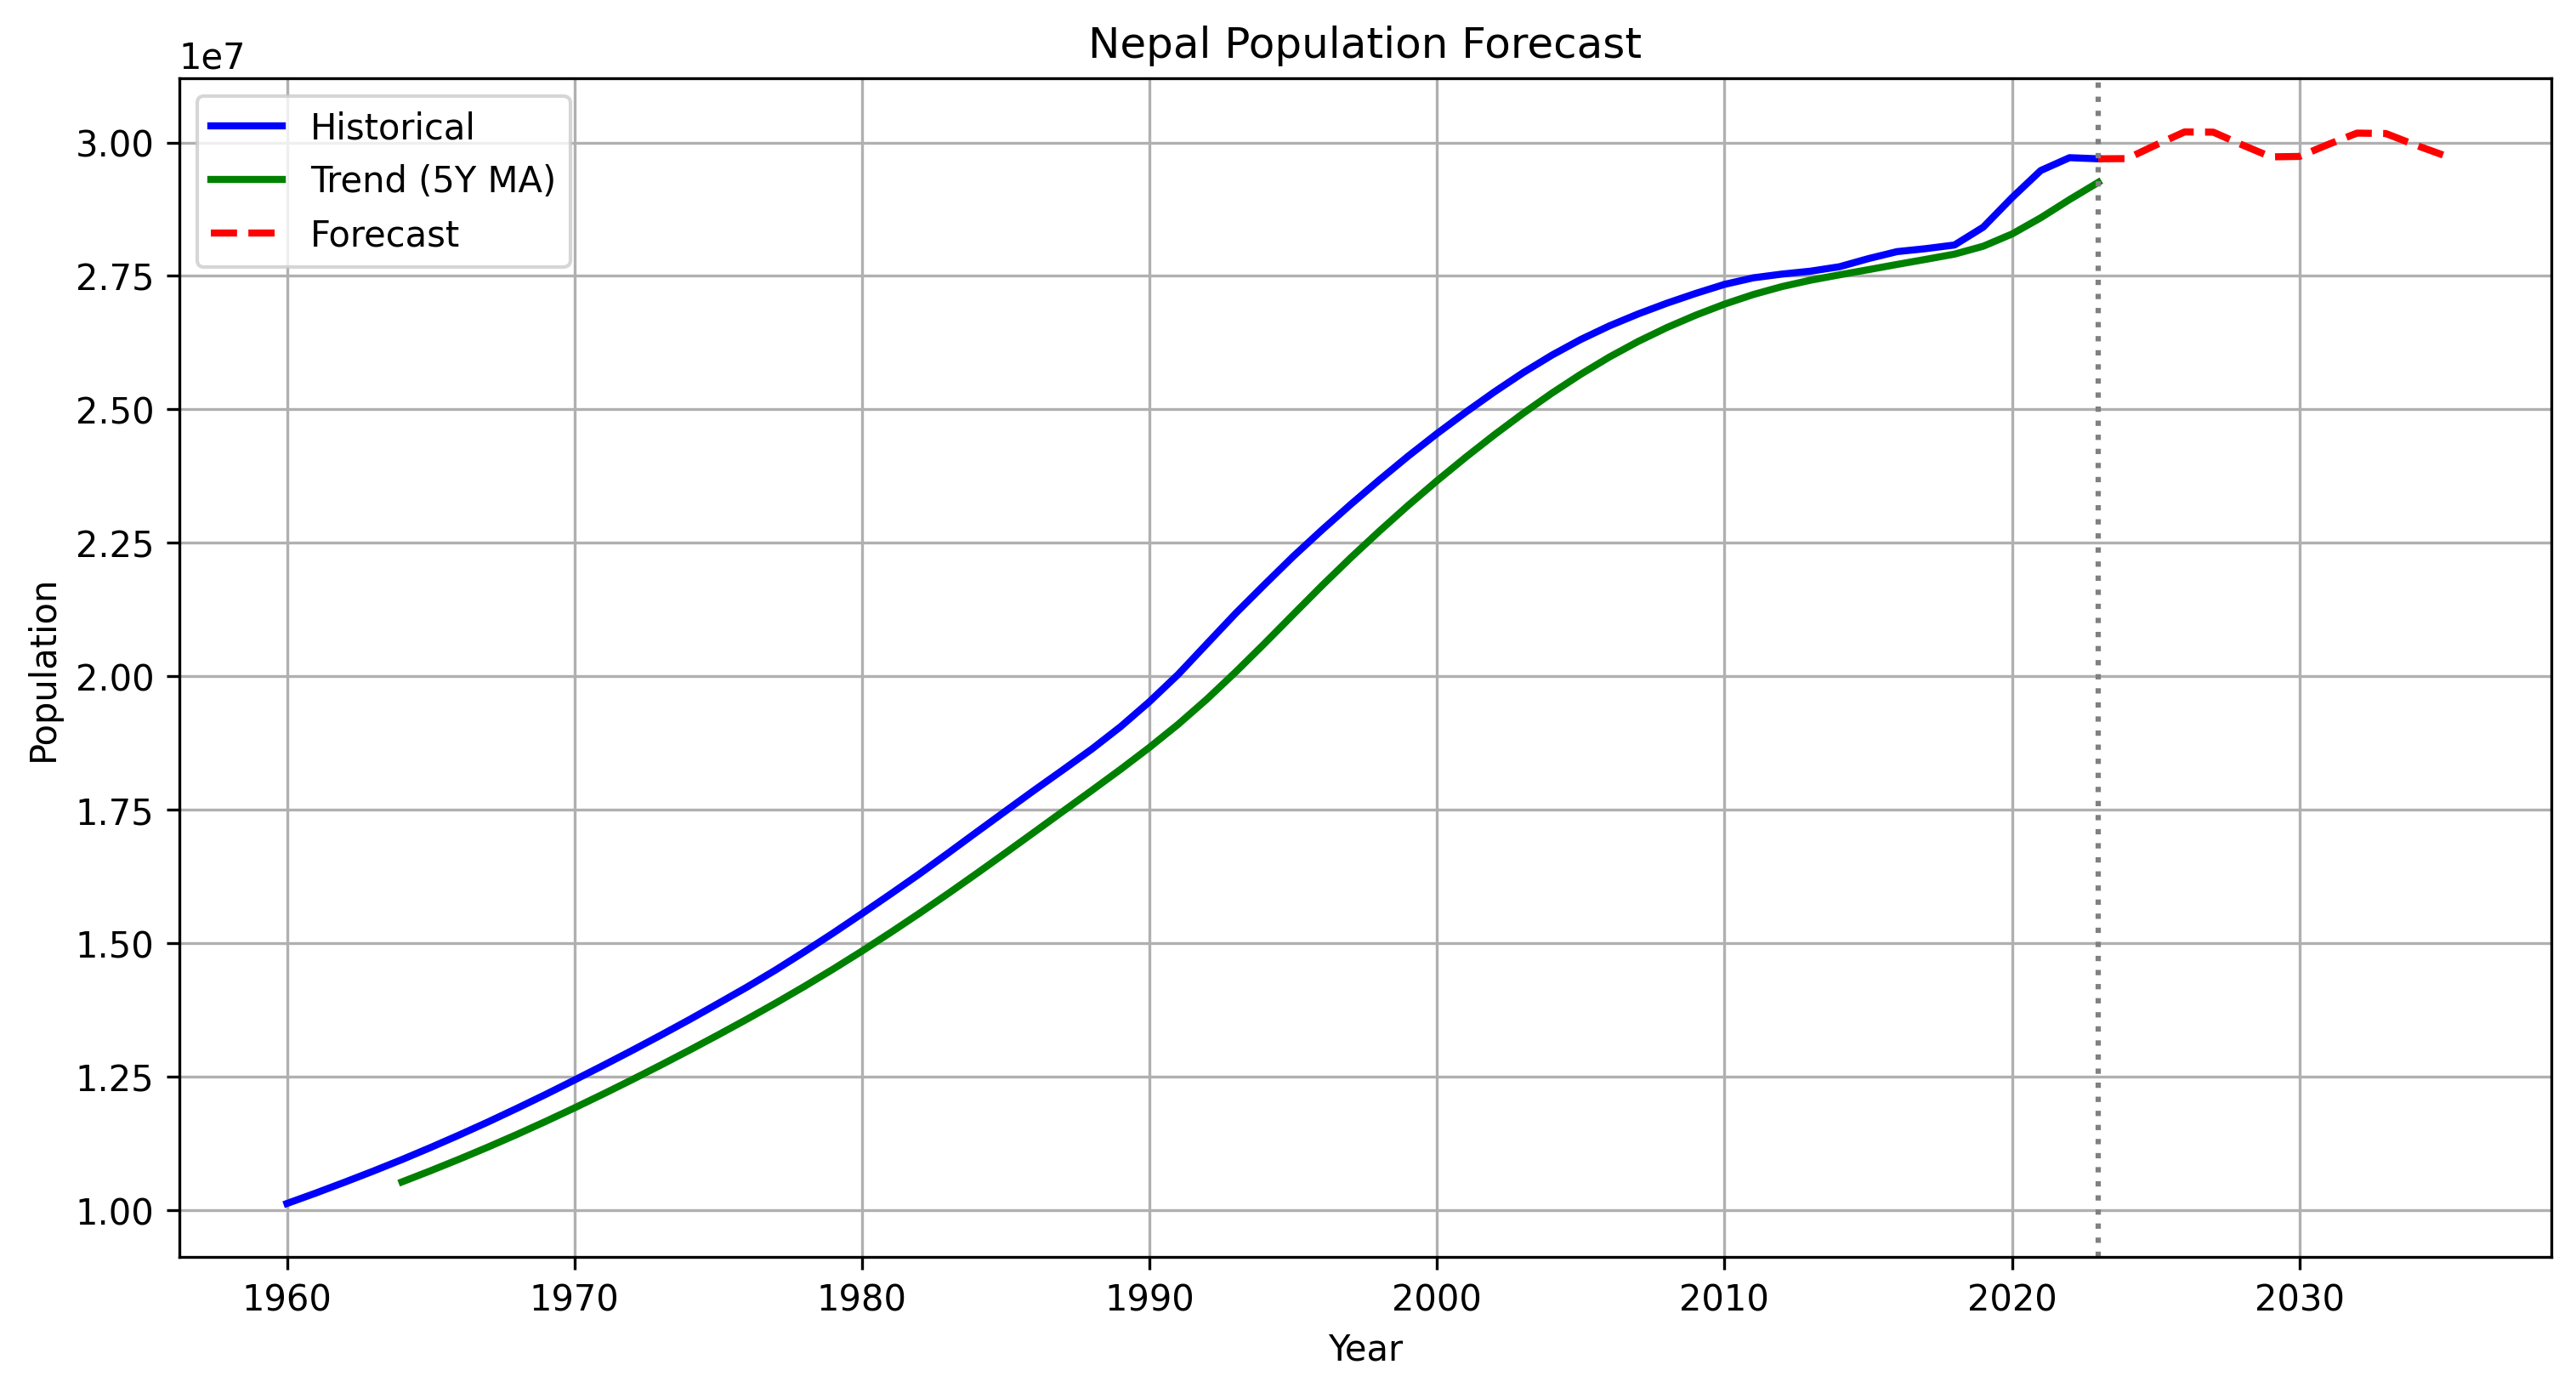 Nepal Population Forecast
1e7
Historical
Trend (5Y MA)
Forecast
3.00
2.75
2.50
2.25
2.00
1.75
1.50
1.25
1.00
Population
1960 1970 1980 1990 2000 2010 2020 2030
Year